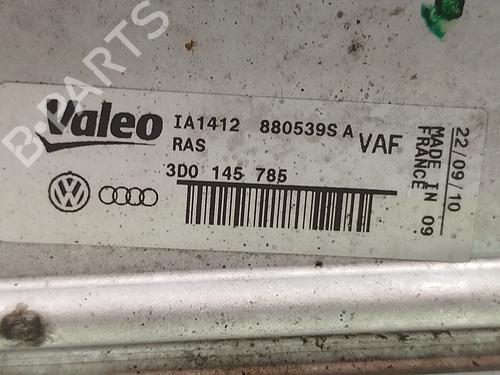 B-PARTS
Valeo
IA1412 880539S A
RAS
VAF
3D0 145 785
22/09/10
MADE IN 09
FRANCE